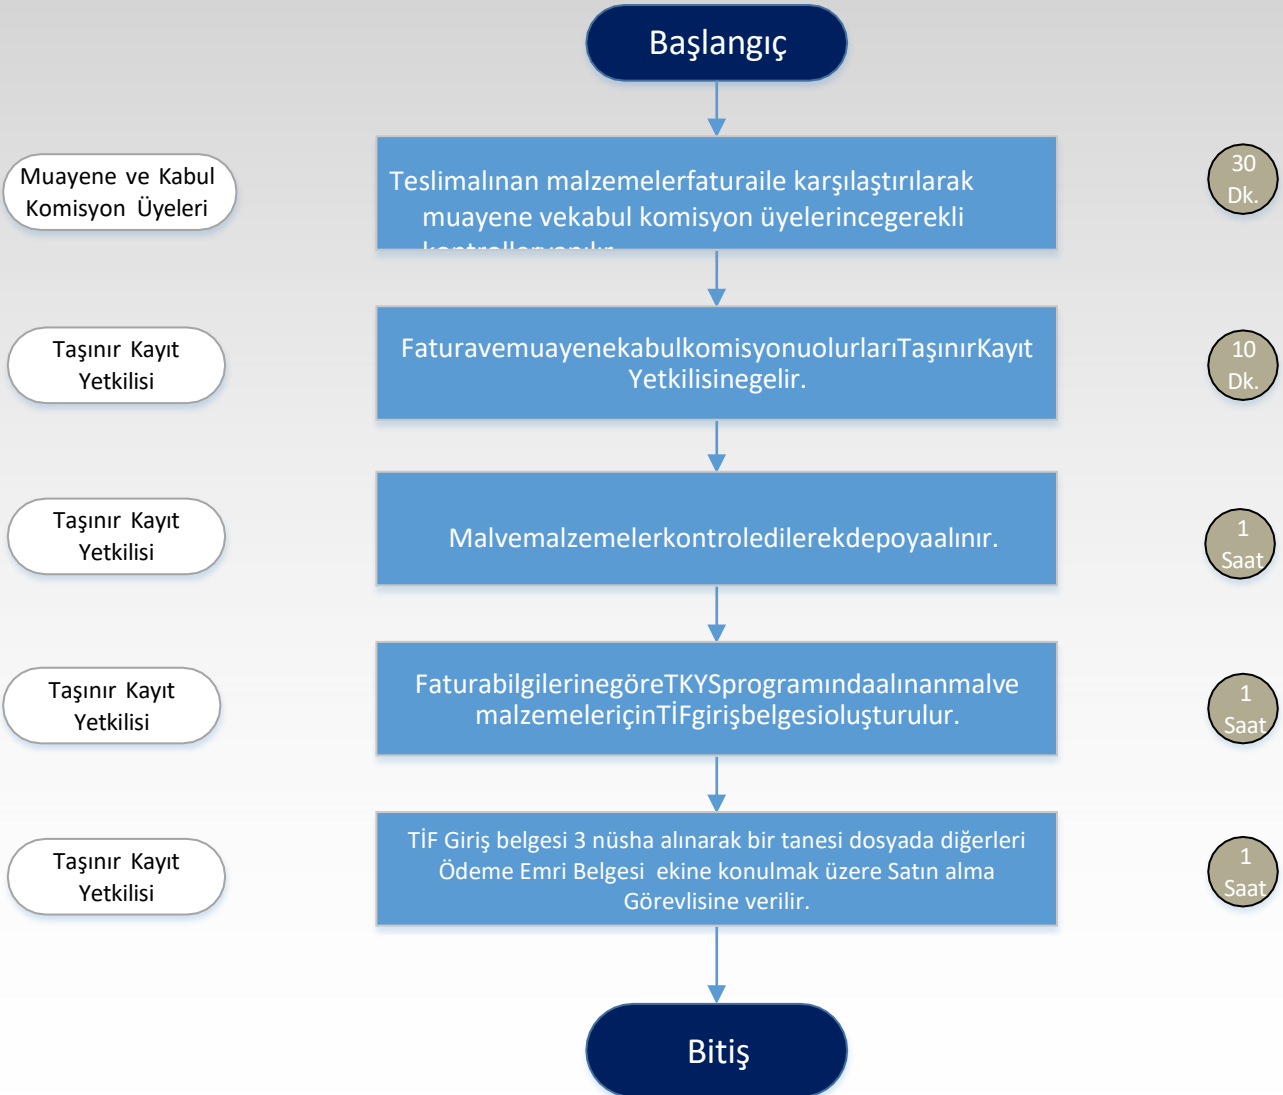 Başlangıç
Muayene ve Kabul
Komisyon Üyeleri
Teslimalınan malzemelerfaturaile karşılaştırılarak
muayene vekabul komisyon üyelerincegerekli
30
Dk.
Taşınır Kayıt
Yetkilisi
FaturavemuayenekabulkomisyonuolurlarıTaşınırKayıt
Yetkilisinegelir.
10
Dk.
Taşınır Kayıt
Yetkilisi
Malvemalzemelerkontroledilerekdepoyaalınır.
1
Saat
Taşınır Kayıt
Yetkilisi
FaturabilgilerinegöreTKYSprogramındaalınanmalve
malzemeleriçinTİFgirişbelgesioluşturulur.
1
Saat
Taşınır Kayıt
Yetkilisi
TİF Giriş belgesi 3 nüsha alınarak bir tanesi dosyada diğerleri
Ödeme Emri Belgesi ekine konulmak üzere Satın alma
Görevlisine verilir.
1
Saat
Bitiş